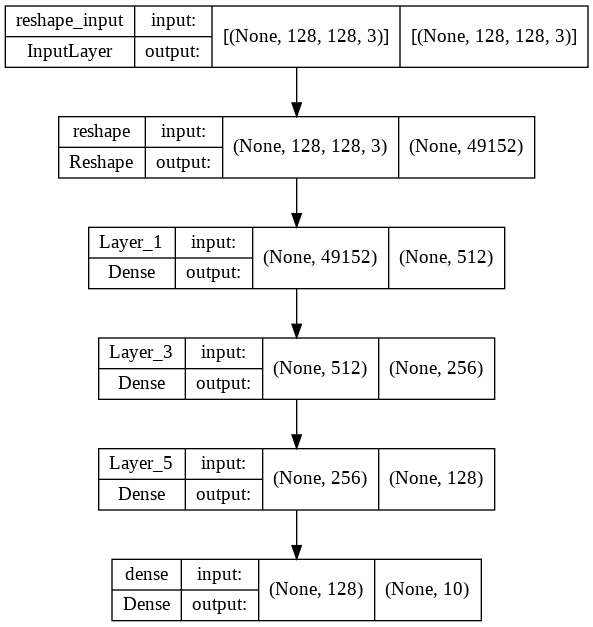 reshape_input input: [(None, 128, 128, 3)] [(None, 128, 128, 3)]
InputLayer output:
reshape input: (None, 128, 128, 3) (None, 49152)
Reshape output:
Layer_1 input: (None, 49152) (None, 512)
Dense output:
Layer_3 input: (None, 512) (None, 256)
Dense output:
Layer_5 input: (None, 256) (None, 128)
Dense output:
dense input: (None, 128) (None, 10)
Dense output: